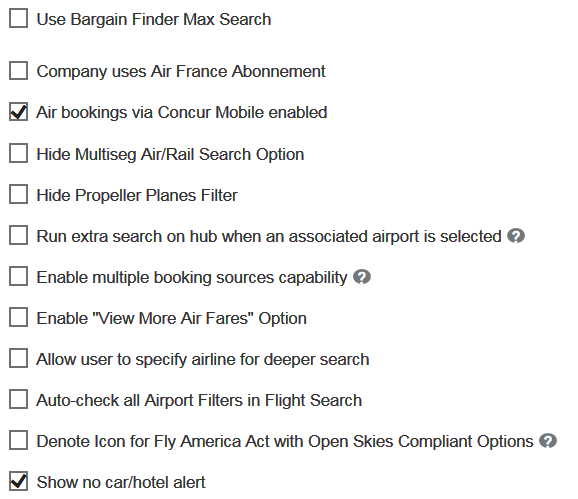 Use Bargain Finder Max Search
Company uses Air France Abonnement
Air bookings via Concur Mobile enabled
Hide Multiseg Air/Rail Search Option
Hide Propeller Planes Filter
Run extra search on hub when an associated airport is selected ?
Enable multiple booking sources capability ?
Enable "View More Air Fares" Option
Allow user to specify airline for deeper search
Auto-check all Airport Filters in Flight Search
Denote Icon for Fly America Act with Open Skies Compliant Options ?
Show no car/hotel alert